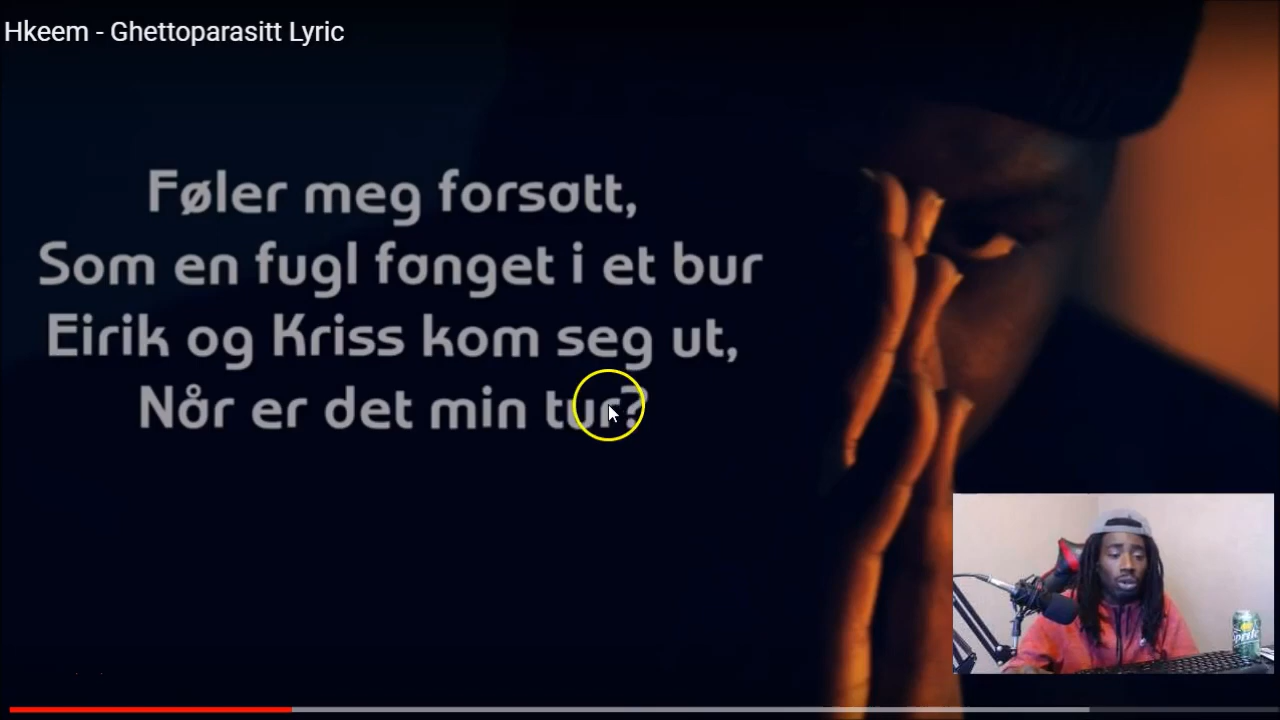 Hkeem - Ghettoparasitt Lyric
Føler meg forsatt,
Som en fugl fanget i et bur
Eirik og Kriss kom seg ut,
Når er det min tur?
Sprite